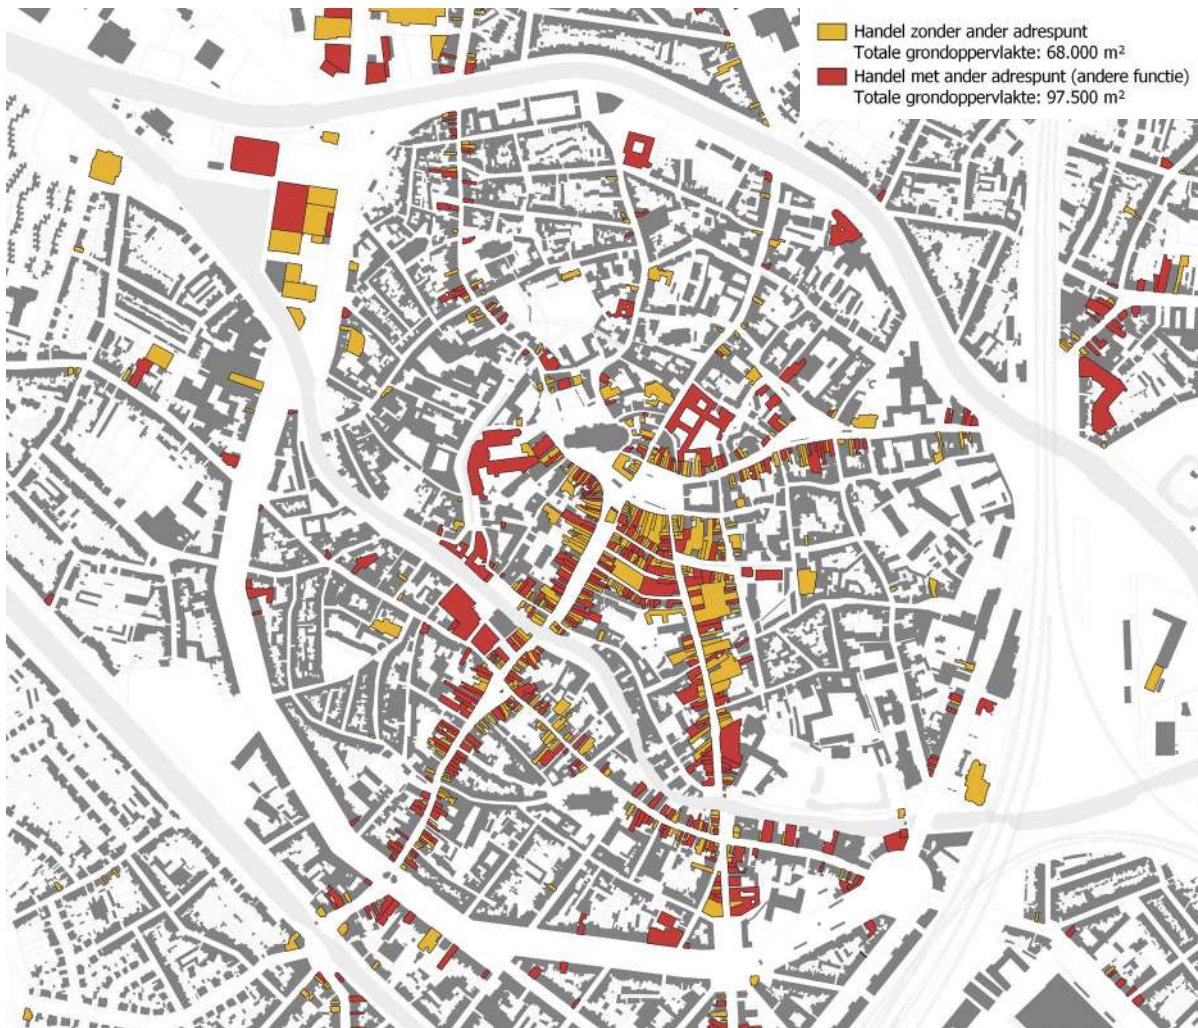 Handel zonder ander adrespunt
Totale grondoppervlakte: 68.000 m²
Handel met ander adrespunt (andere functie)
Totale grondoppervlakte: 97.500 m²